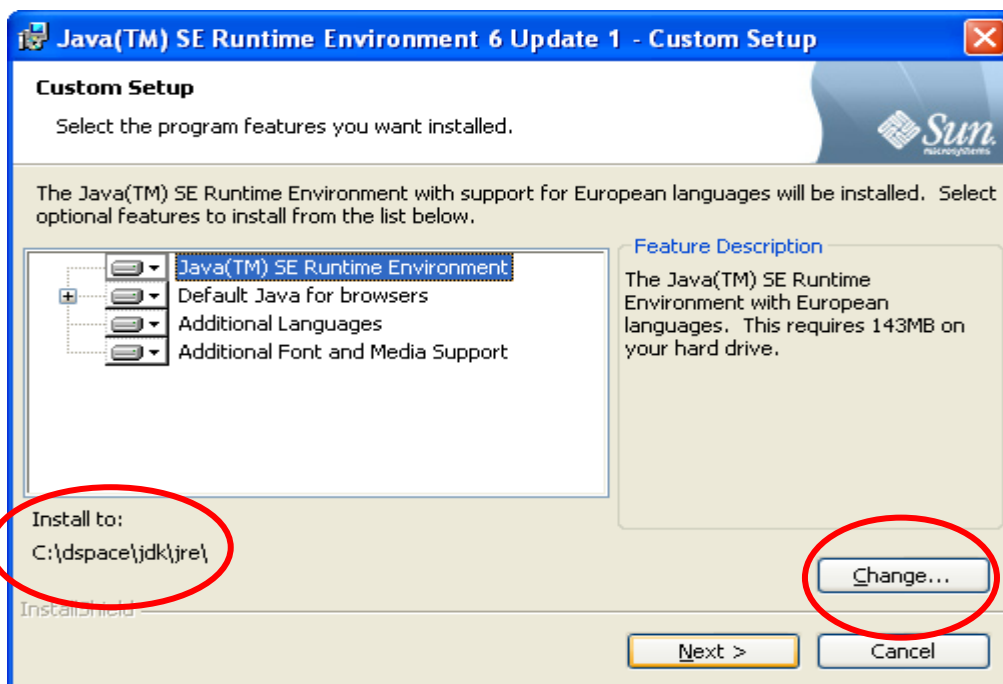 Java(TM) SE Runtime Environment 6 Update 1 - Custom Setup
Custom Setup
Select the program features you want installed.
Sun
microsystems
The Java(TM) SE Runtime Environment with support for European languages will be installed. Select
optional features to install from the list below.
Java(TM) SE Runtime Environment
Default Java for browsers
Additional Languages
Additional Font and Media Support
Feature Description
The Java(TM) SE Runtime
Environment with European
languages. This requires 143MB on
your hard drive.
Install to:
C:\dspace\jdk\jre\
Change...
InstallShield
Next >
Cancel